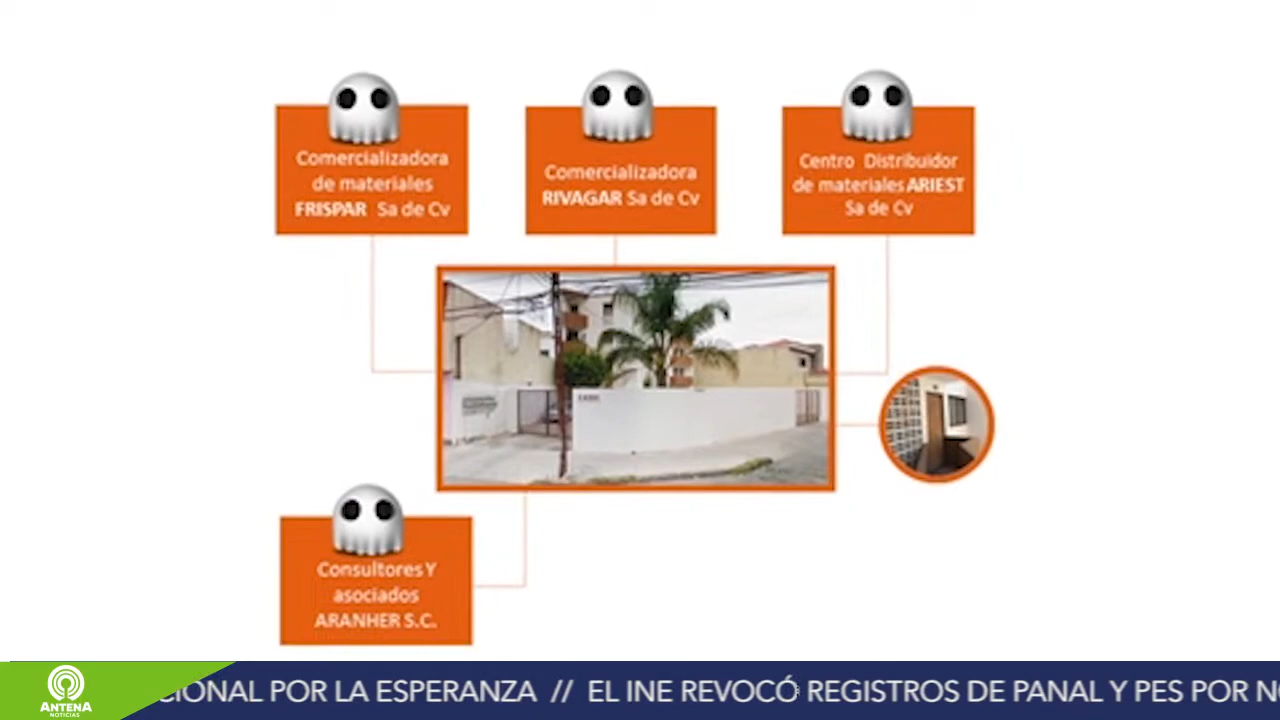 Comercializadora
de materiales
FRISPAR Sa de Cv
Comercializadora
RIVAGAR Sa de Cv
Centro Distribuidor
de materiales ARIEST
Sa de Cv
Consultores Y
asociados
ARANHER S.C.
ANTENA
NOTICIAS
CIONAL POR LA ESPERANZA // EL INE REVOCÓ REGISTROS DE PANAL Y PES POR NO